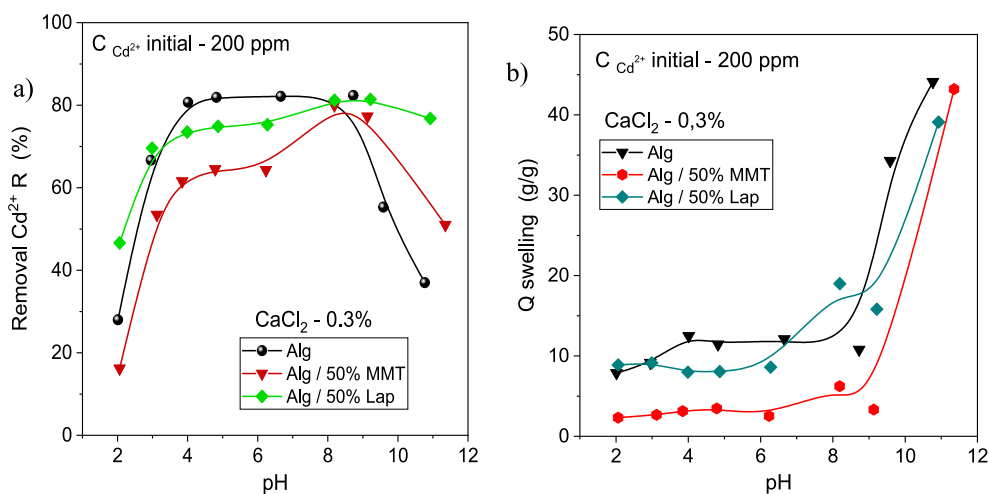 a)
C Cd²⁺ initial - 200 ppm
Removal Cd²⁺ R (%)
100
80
60
40
20
0
CaCl₂ - 0.3%
Alg
Alg / 50% MMT
Alg / 50% Lap
2 4 6 8 10 12
pH
b)
C Cd²⁺ initial - 200 ppm
Q swelling (g/g)
50
40
30
20
10
0
CaCl₂ - 0,3%
Alg
Alg / 50% MMT
Alg / 50% Lap
2 4 6 8 10 12
pH